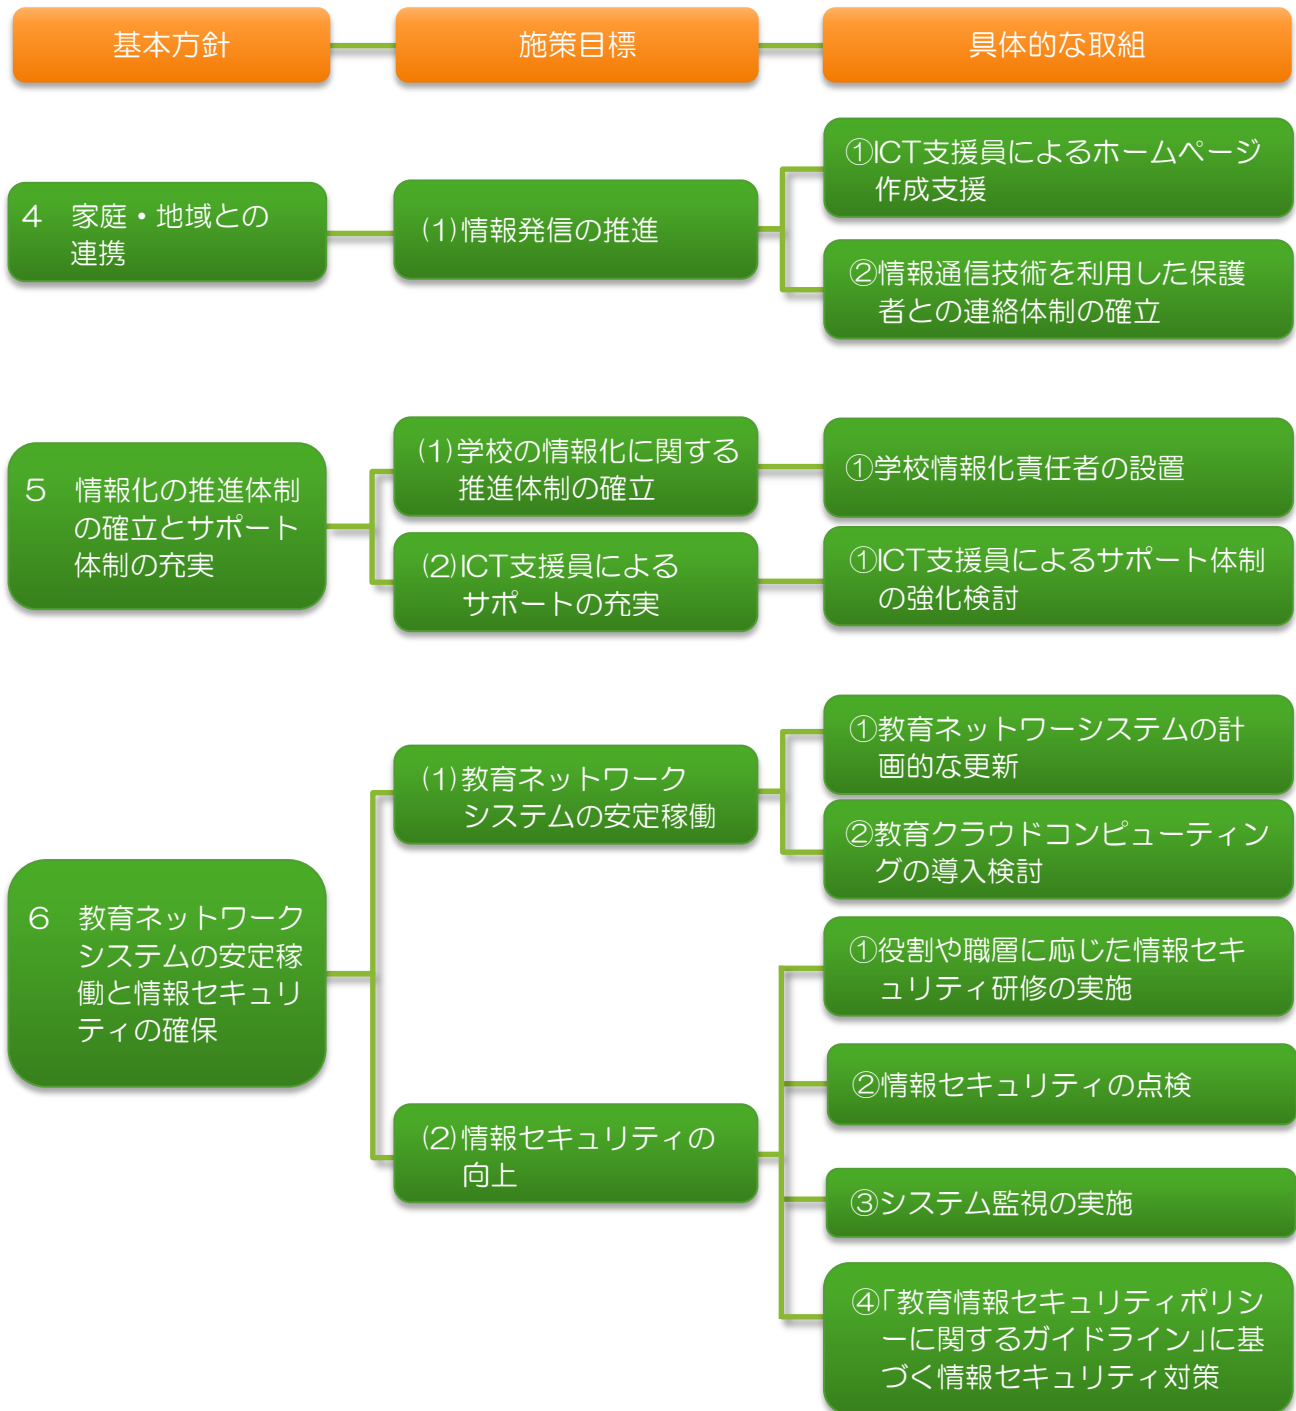 基本方針
施策目標
具体的な取組
4 家庭・地域との
連携
(1)情報発信の推進
①ICT支援員によるホームページ
作成支援
②情報通信技術を利用した保護
者との連絡体制の確立
5 情報化の推進体制
の確立とサポート
体制の充実
(1)学校の情報化に関する
推進体制の確立
①学校情報化責任者の設置
(2)ICT支援員による
サポートの充実
①ICT支援員によるサポート体制
の強化検討
6 教育ネットワーク
システムの安定稼
働と情報セキュリ
ティの確保
(1)教育ネットワーク
システムの安定稼働
①教育ネットワーシステムの計
画的な更新
②教育クラウドコンピューティン
グの導入検討
(2)情報セキュリティの
向上
①役割や職層に応じた情報セキ
ュリティ研修の実施
②情報セキュリティの点検
③システム監視の実施
④「教育情報セキュリティポリシ
ーに関するガイドライン」に基
づく情報セキュリティ対策